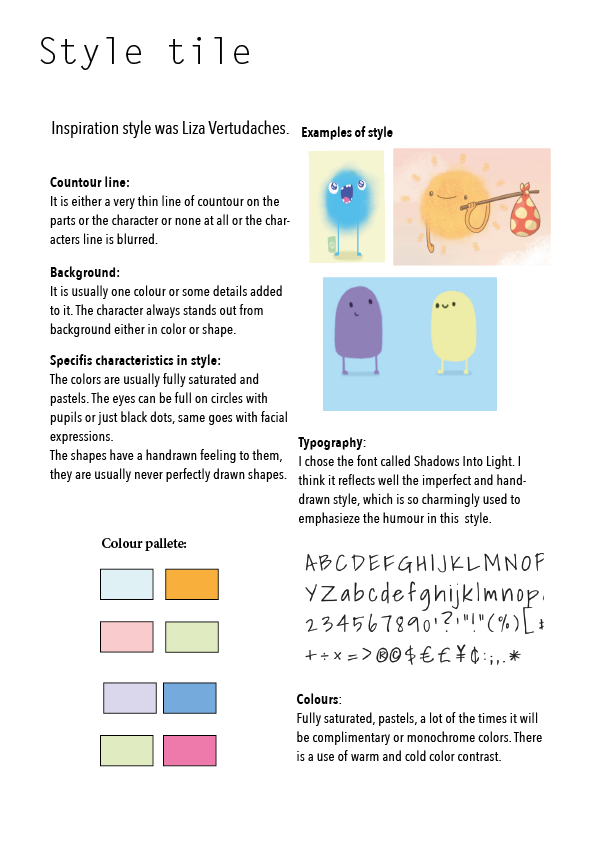 Style tile
Inspiration style was Liza Vertudaches.
Countour line:
It is either a very thin line of countour on the
parts or the character or none at all or the char-
acters line is blurred.
Background:
It is usually one colour or some details added
to it. The character always stands out from
background either in color or shape.
Specifis characteristics in style:
The colors are usually fully saturated and
pastels. The eyes can be full on circles with
pupils or just black dots, same goes with facial
expressions.
The shapes have a handrawn feeling to them,
they are usually never perfectly drawn shapes.
Colour pallete:
Examples of style
Typography:
I chose the font called Shadows Into Light. I
think it reflects well the imperfect and hand-
drawn style, which is so charmingly used to
emphasieze the humour in this style.
ABCDEFGHIJKLMNOP
YZabcdefghijklmnop
234567890'?'"!"(%)[
+÷×=>®©$€£¥¢:;,.*
Colours:
Fully saturated, pastels, a lot of the times it will
be complimentary or monochrome colors. There
is a use of warm and cold color contrast.